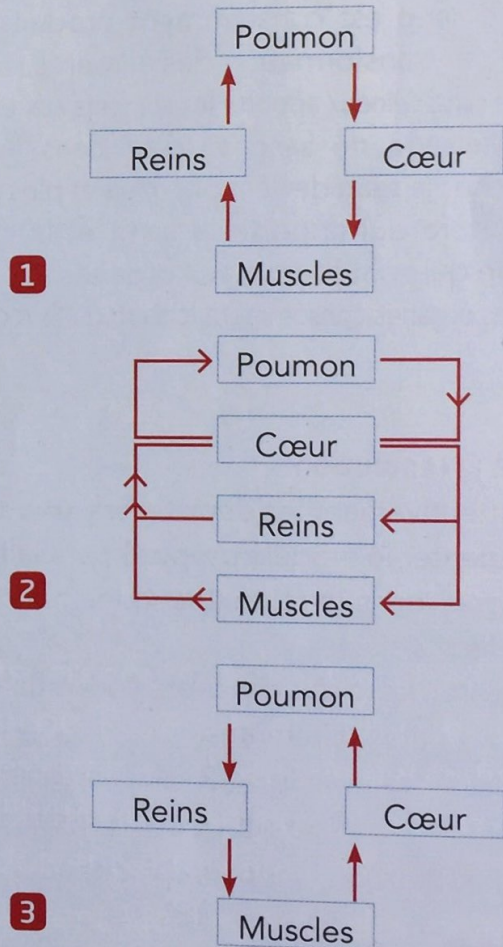 Poumon
Reins Cœur
Muscles
1
Poumon
Cœur
Reins
Muscles
2
Poumon
Reins Cœur
Muscles
3